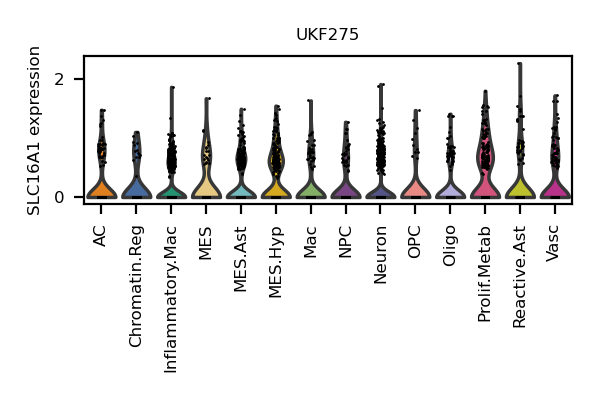 UKF275
SLC16A1 expression
2
0
AC
Chromatin.Reg
Inflammatory.Mac
MES
MES.Ast
MES.Hyp
Mac
NPC
Neuron
OPC
Oligo
Prolif.Metab
Reactive.Ast
Vasc